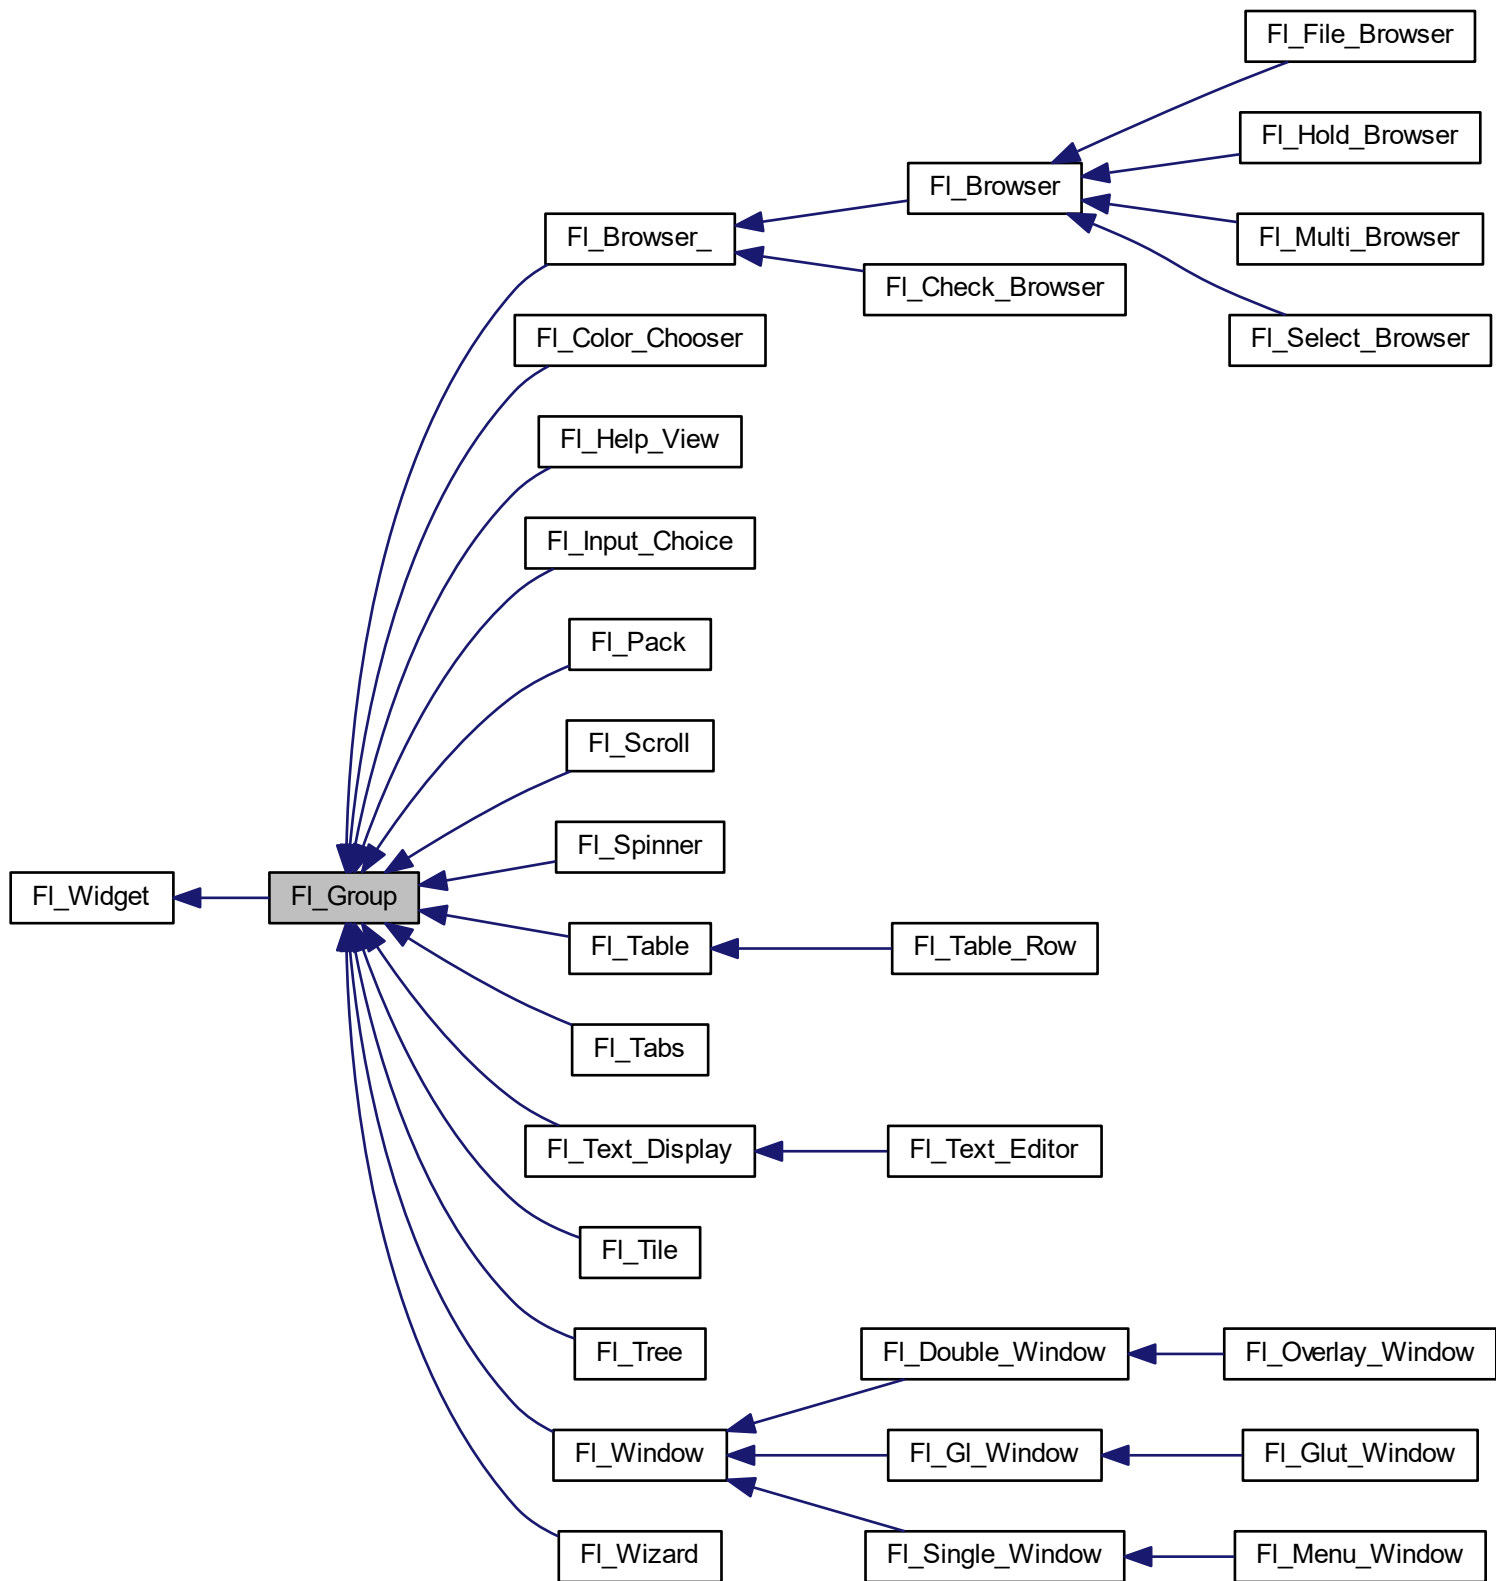 Fl_File_Browser
Fl_Hold_Browser
Fl_Browser
Fl_Browser_
Fl_Multi_Browser
Fl_Check_Browser
Fl_Color_Chooser
Fl_Select_Browser
Fl_Help_View
Fl_Input_Choice
Fl_Pack
Fl_Scroll
Fl_Spinner
Fl_Widget
Fl_Group
Fl_Table
Fl_Table_Row
Fl_Tabs
Fl_Text_Display
Fl_Text_Editor
Fl_Tile
Fl_Tree
Fl_Double_Window
Fl_Overlay_Window
Fl_Window
Fl_Gl_Window
Fl_Glut_Window
Fl_Wizard
Fl_Single_Window
Fl_Menu_Window